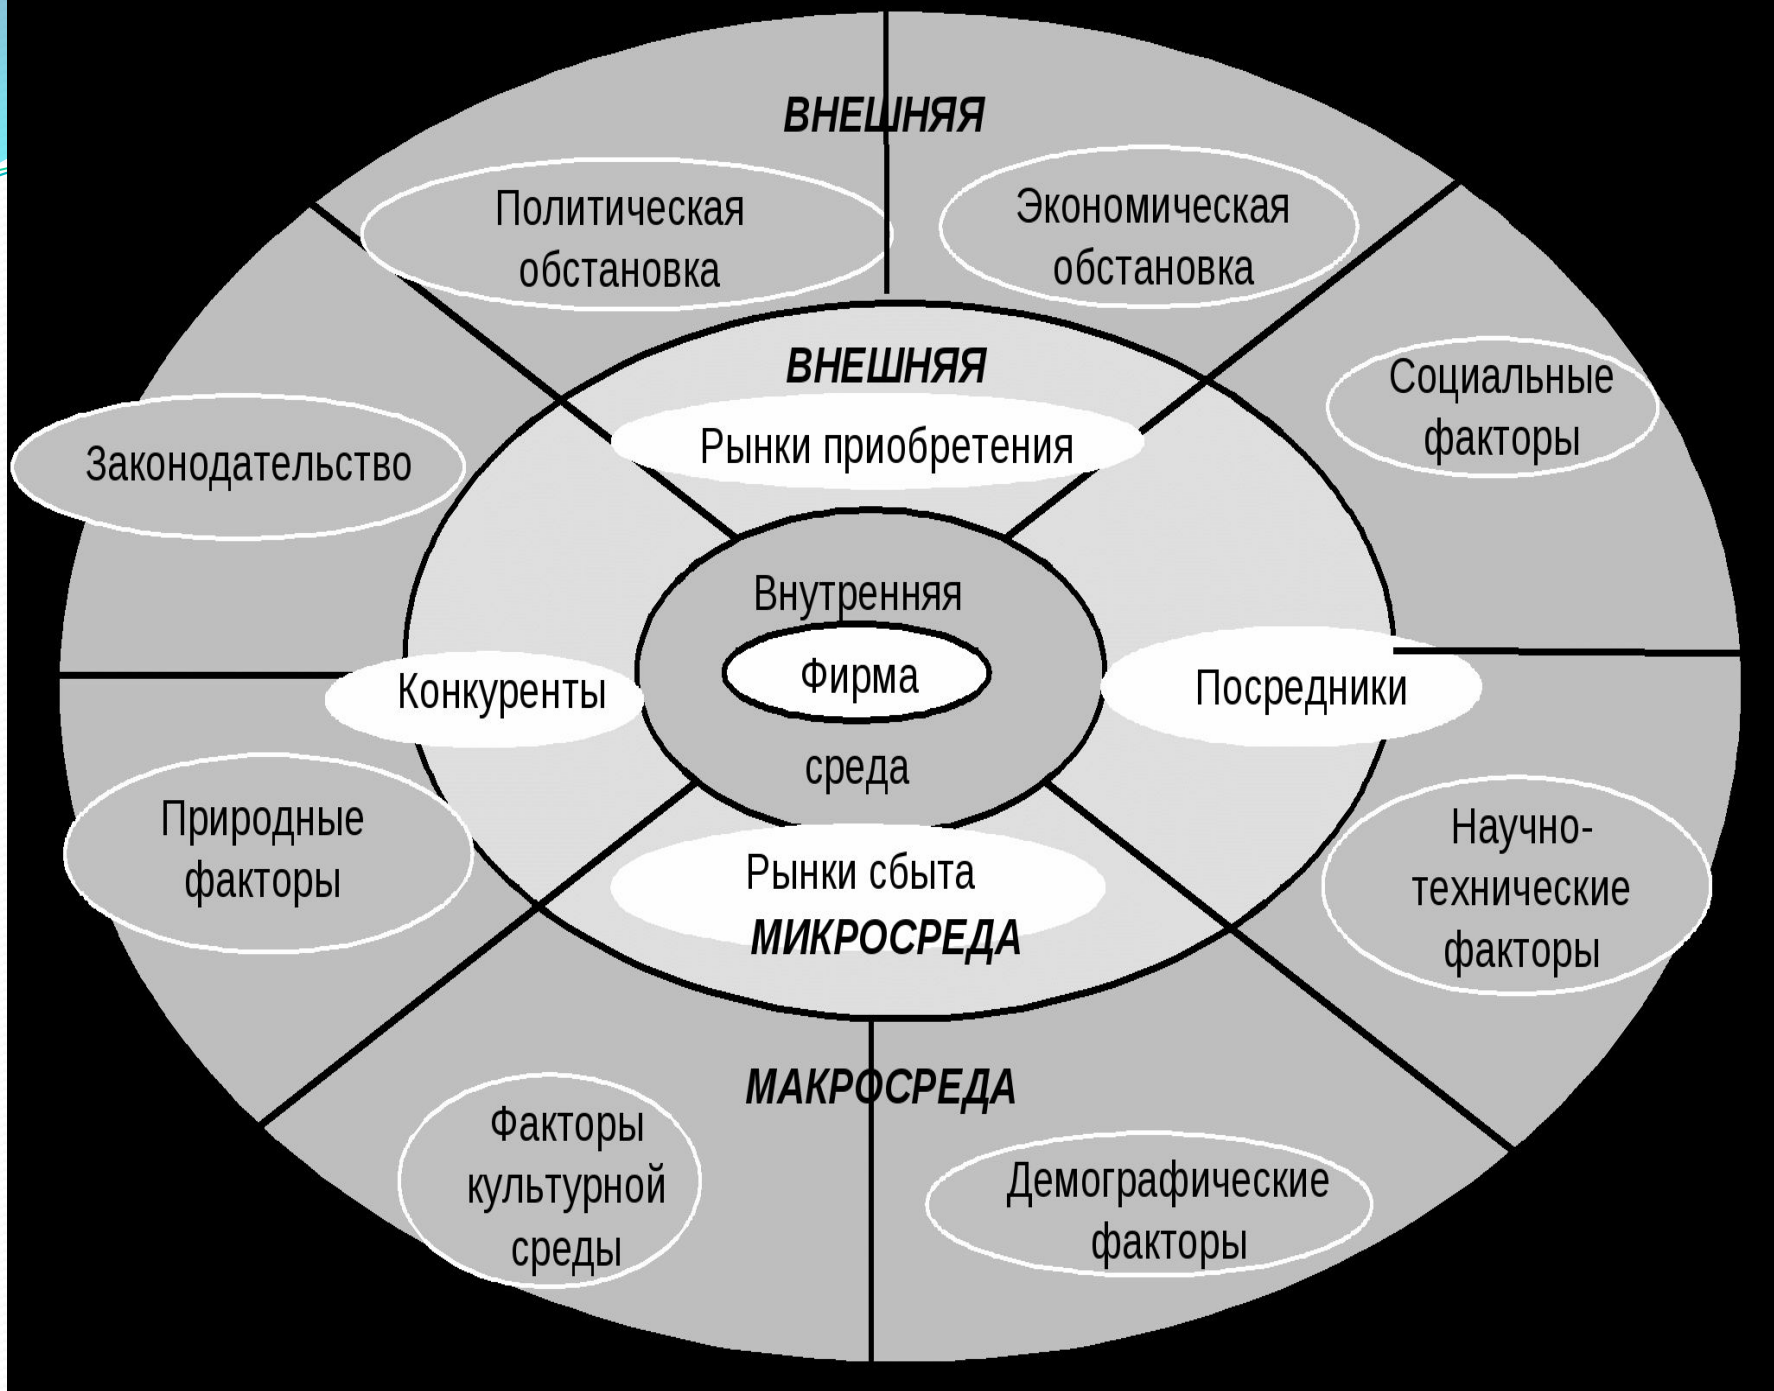 ВНЕШНЯЯ
Политическая
обстановка
Экономическая
обстановка
ВНЕШНЯЯ
Рынки приобретения
Социальные
факторы
Законодательство
Внутренняя
Фирма
среда
Конкуренты
Посредники
Природные
факторы
Рынки сбыта
МИКРОСРЕДА
Научно-
технические
факторы
МАКРОСРЕДА
Факторы
культурной
среды
Демографические
факторы